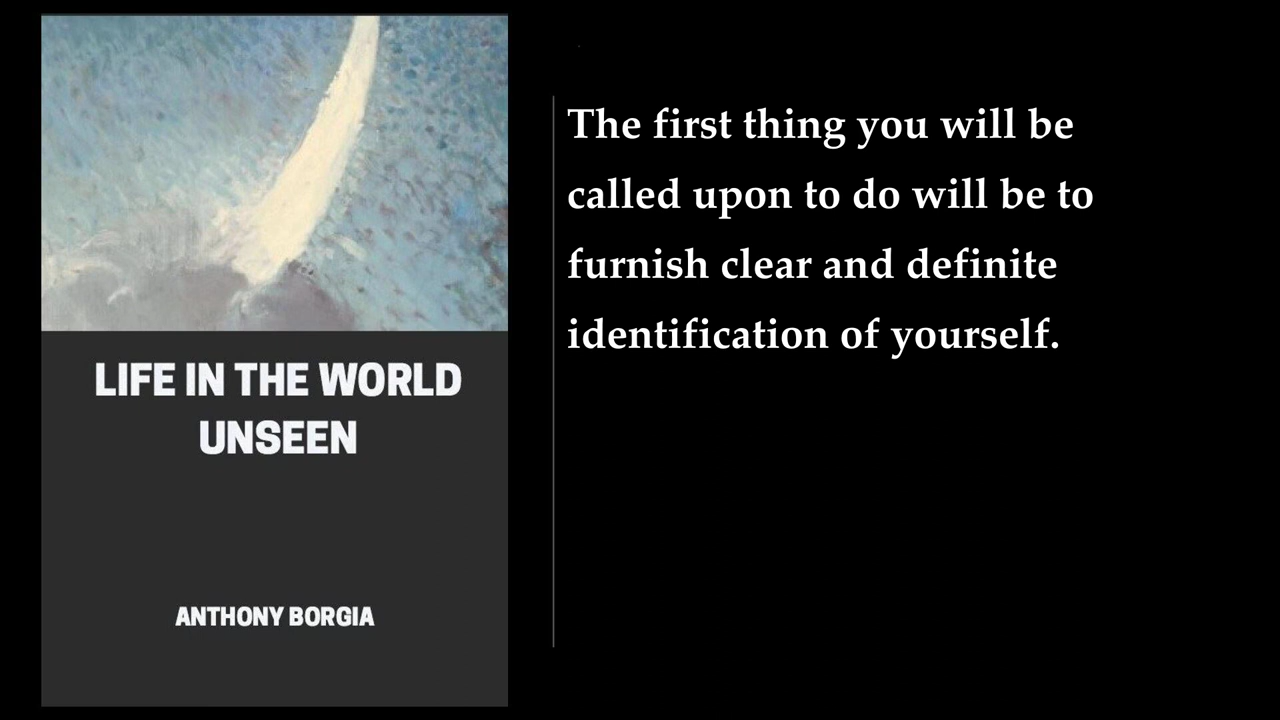 LIFE IN THE WORLD
UNSEEN
ANTHONY BORGIA
The first thing you will be
called upon to do will be to
furnish clear and definite
identification of yourself.